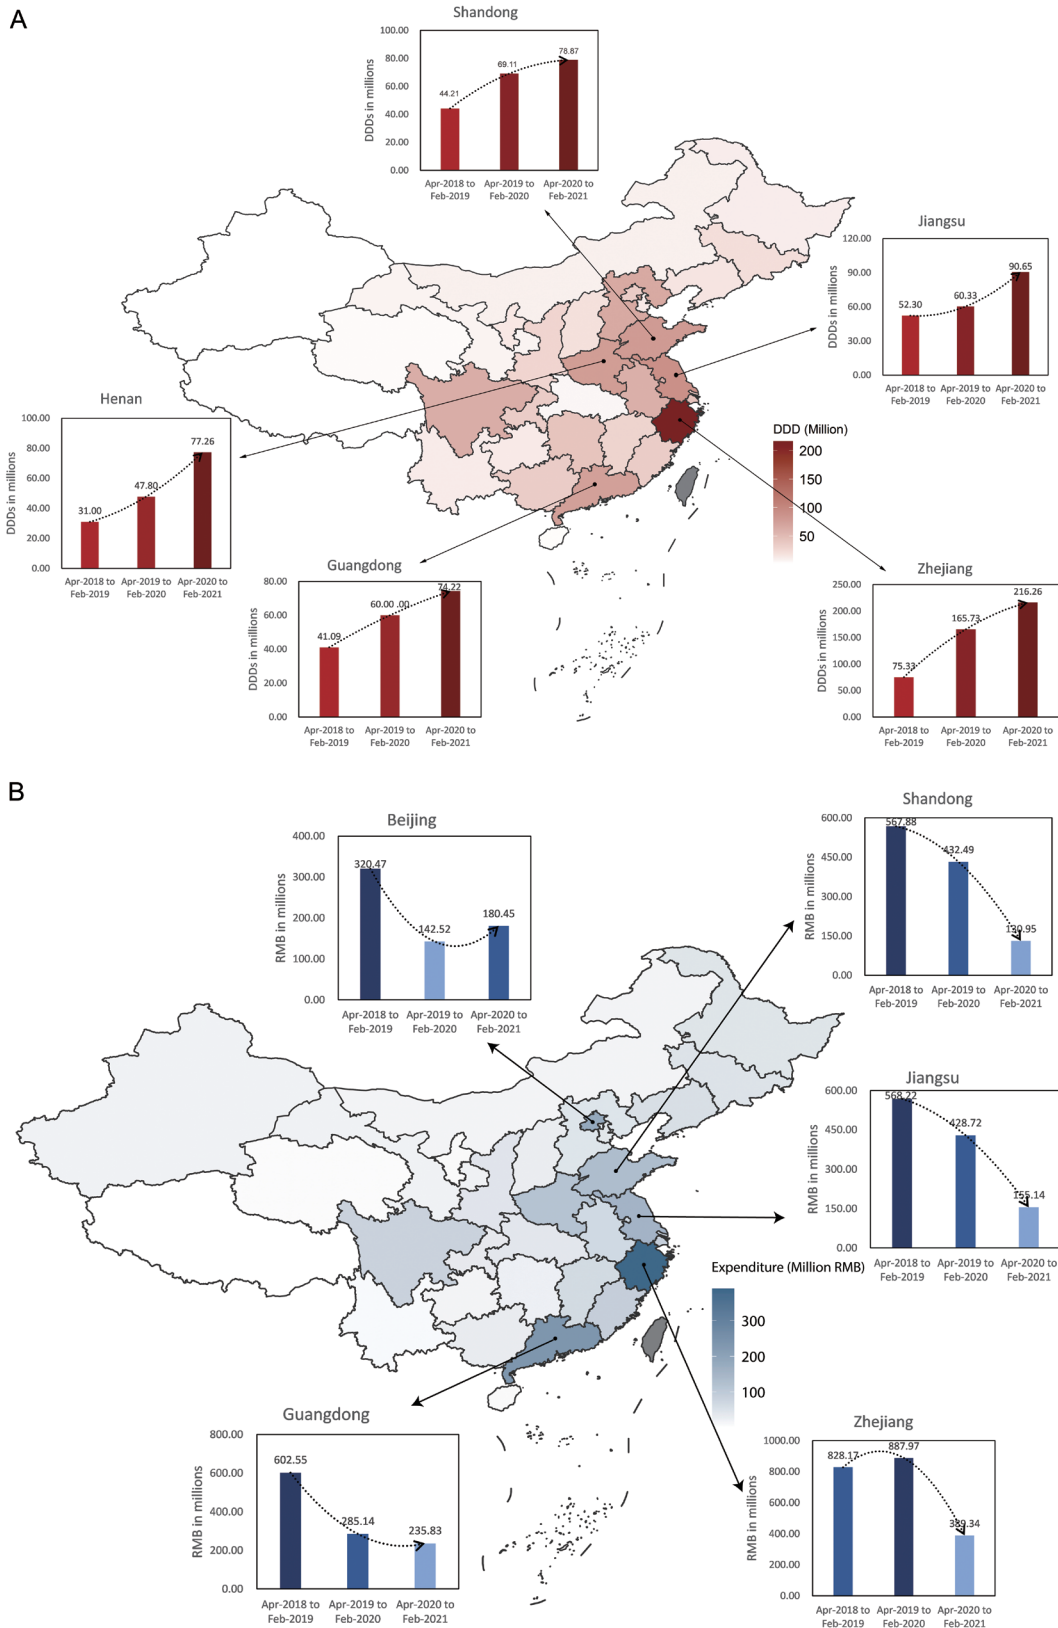 A
Shandong
DDDs in millions
100.00
80.00
60.00
40.00
20.00
0.00
44.21
69.11
78.87
Apr-2018 to
Feb-2019
Apr-2019 to
Feb-2020
Apr-2020 to
Feb-2021
Jiangsu
DDDs in millions
120.00
90.00
60.00
30.00
0.00
52.30
60.33
90.65
Apr-2018 to
Feb-2019
Apr-2019 to
Feb-2020
Apr-2020 to
Feb-2021
Henan
DDDs in millions
100.00
80.00
60.00
40.00
20.00
0.00
31.00
47.80
77.26
Apr-2018 to
Feb-2019
Apr-2019 to
Feb-2020
Apr-2020 to
Feb-2021
DDD (Million)
200
150
100
50
Guangdong
DDDs in millions
80.00
60.00
40.00
20.00
0.00
41.09
60.00 .00
74.22
Apr-2018 to
Feb-2019
Apr-2019 to
Feb-2020
Apr-2020 to
Feb-2021
Zhejiang
DDDs in millions
250.00
200.00
150.00
100.00
50.00
0.00
75.33
165.73
216.26
Apr-2018 to
Feb-2019
Apr-2019 to
Feb-2020
Apr-2020 to
Feb-2021
B
Beijing
RMB in millions
400.00
300.00
200.00
100.00
0.00
320.47
142.52
180.45
Apr-2018 to
Feb-2019
Apr-2019 to
Feb-2020
Apr-2020 to
Feb-2021
Shandong
RMB in millions
600.00
450.00
300.00
150.00
0.00
567.88
432.49
130.95
Apr-2018 to
Feb-2019
Apr-2019 to
Feb-2020
Apr-2020 to
Feb-2021
Jiangsu
RMB in millions
600.00
450.00
300.00
150.00
0.00
568.22
428.72
155.14
Apr-2018 to
Feb-2019
Apr-2019 to
Feb-2020
Apr-2020 to
Feb-2021
Expenditure (Million RMB)
300
200
100
Guangdong
RMB in millions
800.00
600.00
400.00
200.00
0.00
602.55
285.14
235.83
Apr-2018 to
Feb-2019
Apr-2019 to
Feb-2020
Apr-2020 to
Feb-2021
Zhejiang
RMB in millions
1000.00
800.00
600.00
400.00
200.00
0.00
828.17
887.97
389.34
Apr-2018 to
Feb-2019
Apr-2019 to
Feb-2020
Apr-2020 to
Feb-2021